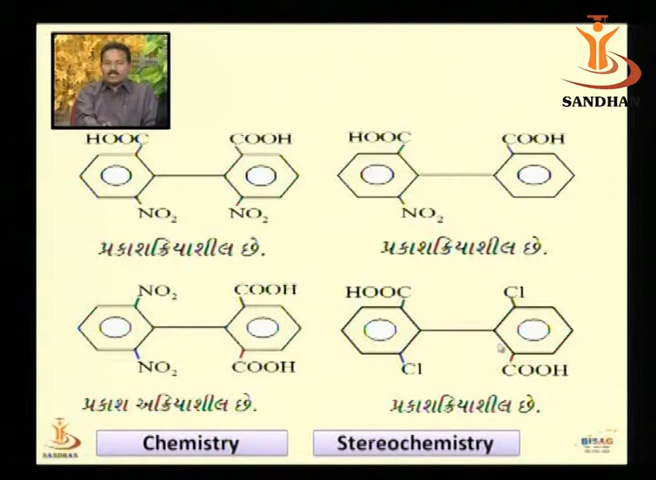 SANDHAN
HOOC COOH HOOC COOH
NO2 NO2 NO2
પ્રકાશક્રિયાશીલ છે. પ્રકાશક્રિયાશીલ છે.
NO2 COOH HOOC Cl
NO2 COOH Cl COOH
પ્રકાશ અક્રિયાશીલ છે. પ્રકાશક્રિયાશીલ છે.
Chemistry Stereochemistry
SANDHAN BISAG